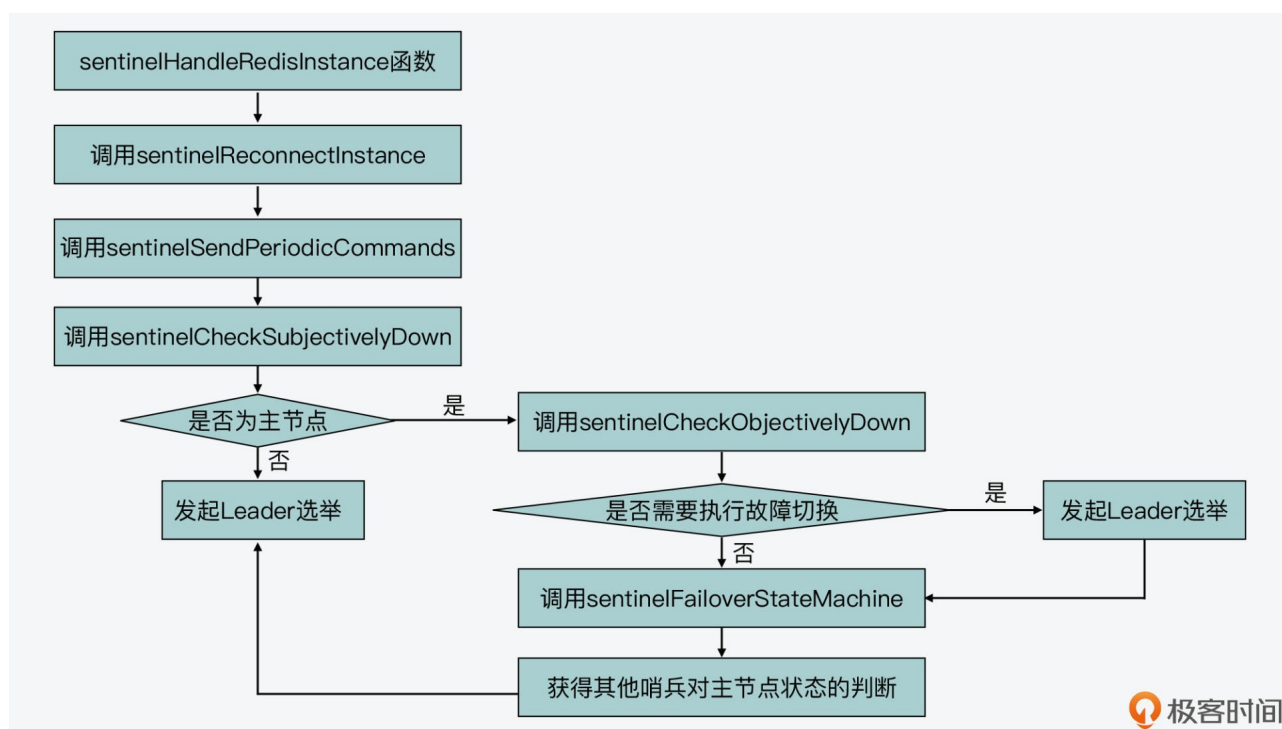 sentinelHandleRedisInstance函数
调用sentinelReconnectInstance
调用sentinelSendPeriodicCommands
调用sentinelCheckSubjectivelyDown
是否为主节点
是
调用sentinelCheckObjectivelyDown
否
发起Leader选举
是否需要执行故障切换
是
发起Leader选举
否
调用sentinelFailoverStateMachine
获得其他哨兵对主节点状态的判断
极客时间